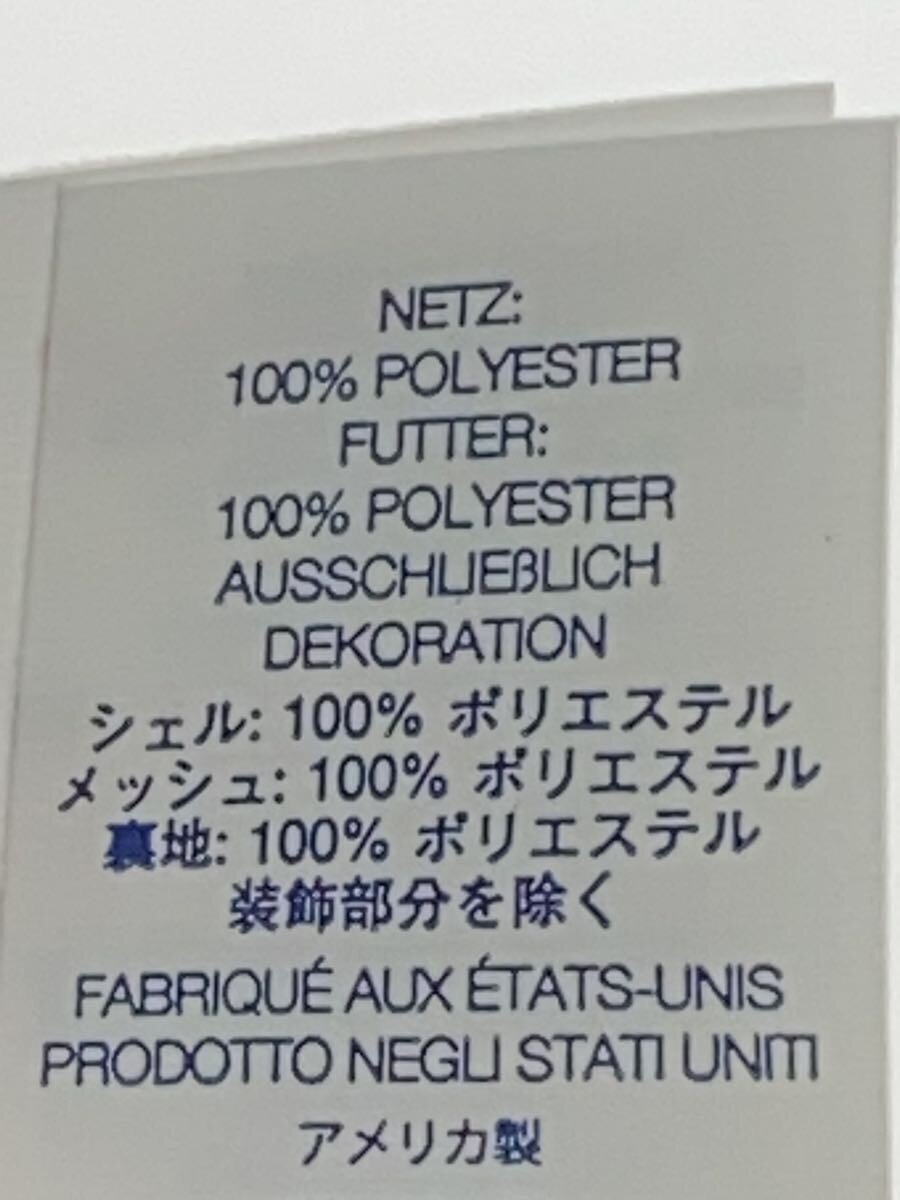 NETZ:
100% POLYESTER
FUTTER:
100% POLYESTER
AUSSCHLIEßLICH
DEKORATION
シェル: 100% ポリエステル
メッシュ: 100% ポリエステル
裏地: 100% ポリエステル
装飾部分を除く
FABRIQUÉ AUX ÉTATS-UNIS
PRODOTTO NEGLI STATI UNITI
アメリカ製